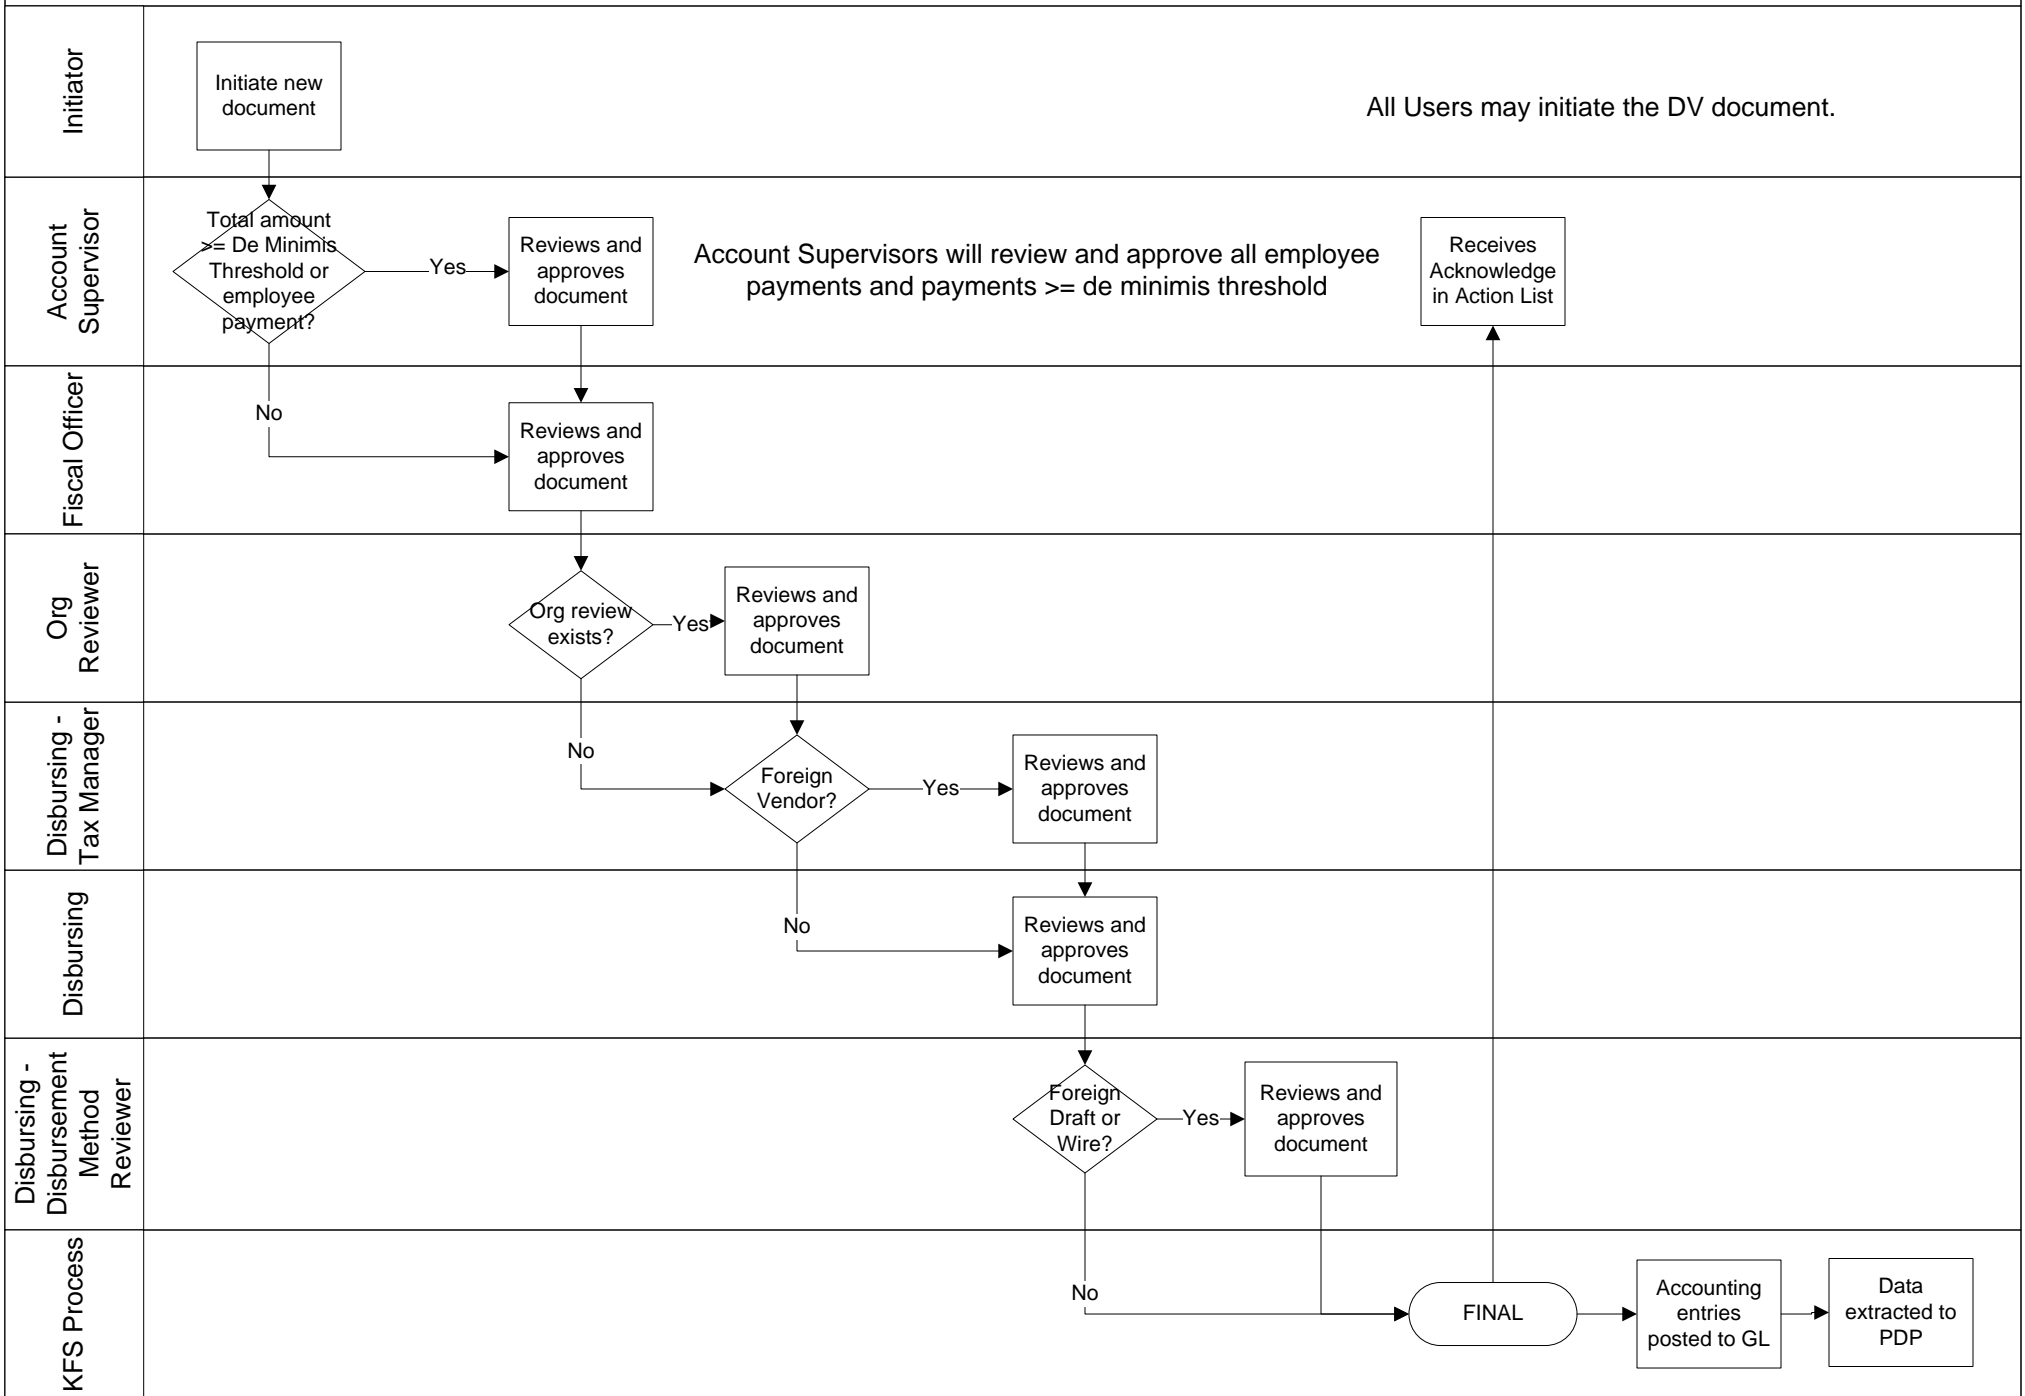 Initiator
Initiate new
document
All Users may initiate the DV document.
Account
Supervisor
Total amount
>= De Minimis
Threshold or
employee
payment?
Yes
Reviews and
approves
document
Account Supervisors will review and approve all employee
payments and payments >= de minimis threshold
Receives
Acknowledge
in Action List
Fiscal Officer
No
Reviews and
approves
document
Org
Reviewer
Org review
exists?
Yes
Reviews and
approves
document
Disbursing -
Tax Manager
No
Foreign
Vendor?
Yes
Reviews and
approves
document
Disbursing
No
Reviews and
approves
document
Disbursing -
Disbursement
Method
Reviewer
Foreign
Draft or
Wire?
Yes
Reviews and
approves
document
KFS Process
No
FINAL
Accounting
entries
posted to GL
Data
extracted to
PDP